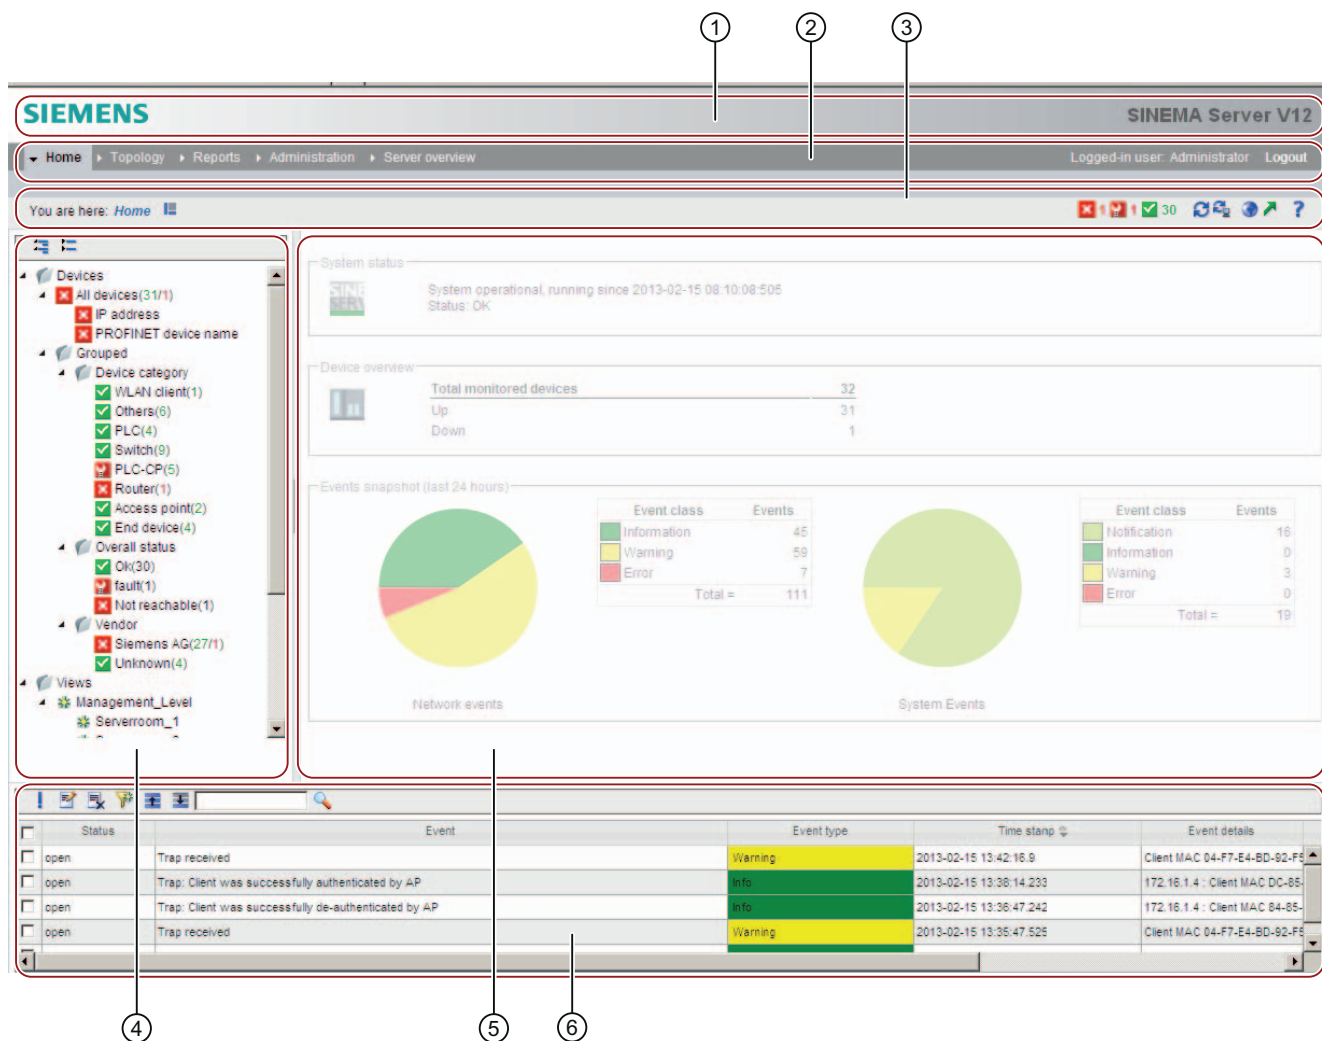 1 2 3
SIEMENS SINEMA Server V12
Home Topology Reports Administration Server overview Logged-in user: Administrator Logout
You are here: Home 1 1 30 ?
Devices
All devices(31/1)
IP address
PROFINET device name
Grouped
Device category
WLAN client(1)
Others(6)
PLC(4)
Switch(9)
PLC-CP(5)
Router(1)
Access point(2)
End device(4)
Overall status
Ok(30)
fault(1)
Not reachable(1)
Vendor
Siemens AG(27/1)
Unknown(4)
Views
Management_Level
Serverroom_1
System status
SINE
SERV
System operational, running since 2013-02-15 08:10:08:505
Status: OK
Device overview
Total monitored devices 32
Up 31
Down 1
Events snapshot (last 24 hours)
Event class Events
Information 45
Warning 59
Error 7
Total = 111
Network events
Event class Events
Notification 16
Information 0
Warning 3
Error 0
Total = 19
System Events
Status Event Event type Time stanp Event details
open Trap received Warning 2013-02-15 13:42:16.9 Client MAC 04-F7-E4-BD-92-F5
open Trap: Client was successfully authenticated by AP Info 2013-02-15 13:38:14.233 172.16.1.4 : Client MAC DC-85-
open Trap: Client was successfully de-authenticated by AP Info 2013-02-15 13:36:47.242 172.16.1.4 : Client MAC 84-85-
open Trap received Warning 2013-02-15 13:35:47.525 Client MAC 04-F7-E4-BD-92-F5
4 5 6